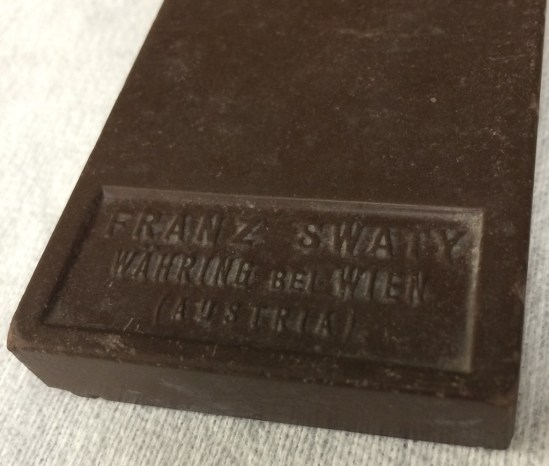 FRANZ SWATY
WÄHRING BEI WIEN
(AUSTRIA)